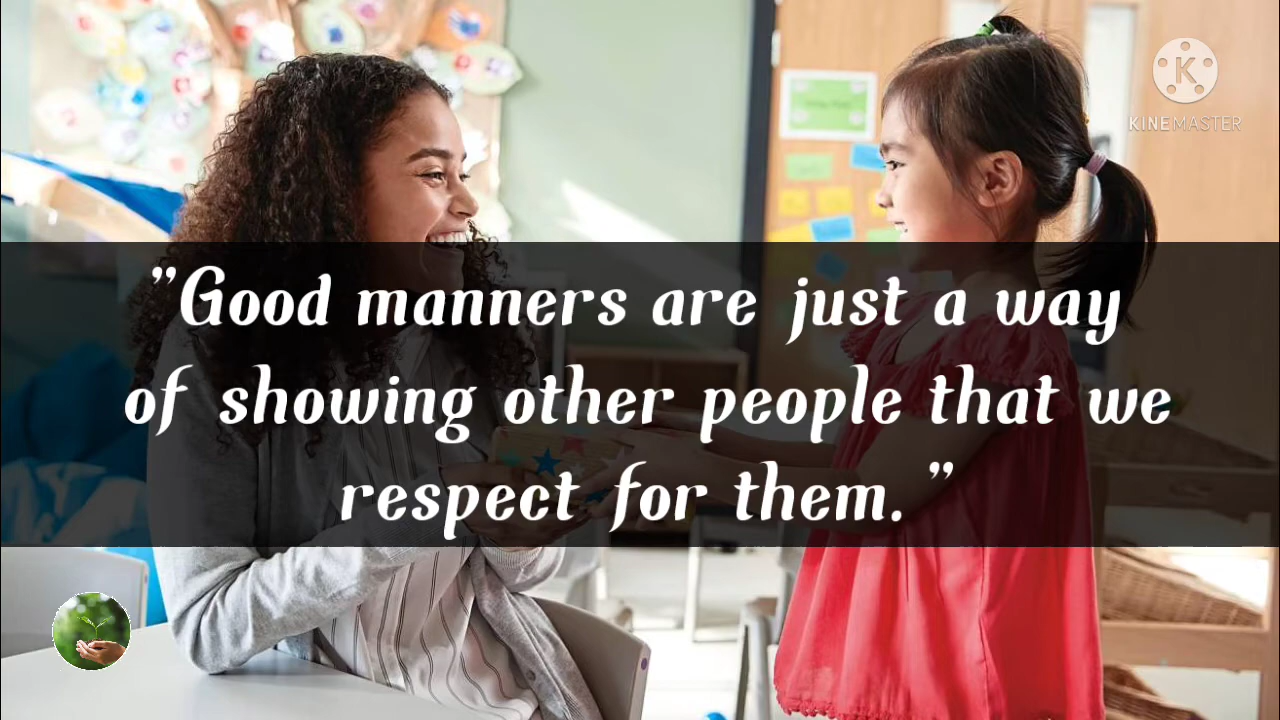 K
KINEMASTER
"Good manners are just a way
of showing other people that we
respect for them. "